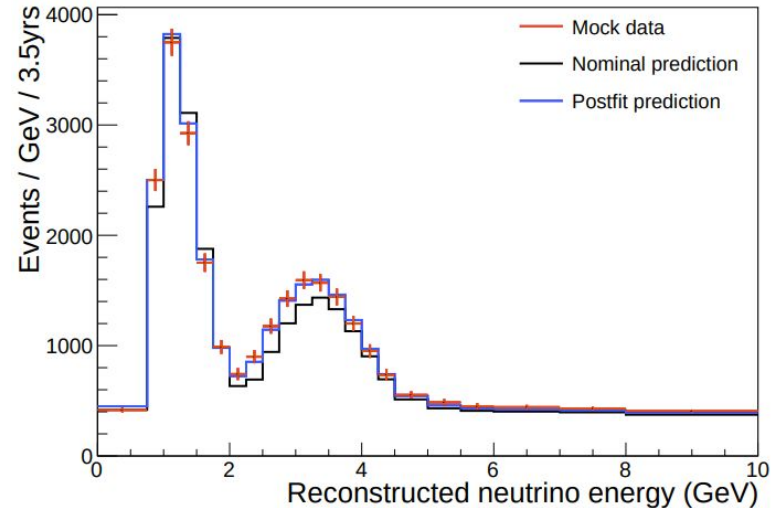 4000
3000
2000
1000
0
Events / GeV / 3.5yrs
Mock data
Nominal prediction
Postfit prediction
0 2 4 6 8 10
Reconstructed neutrino energy (GeV)